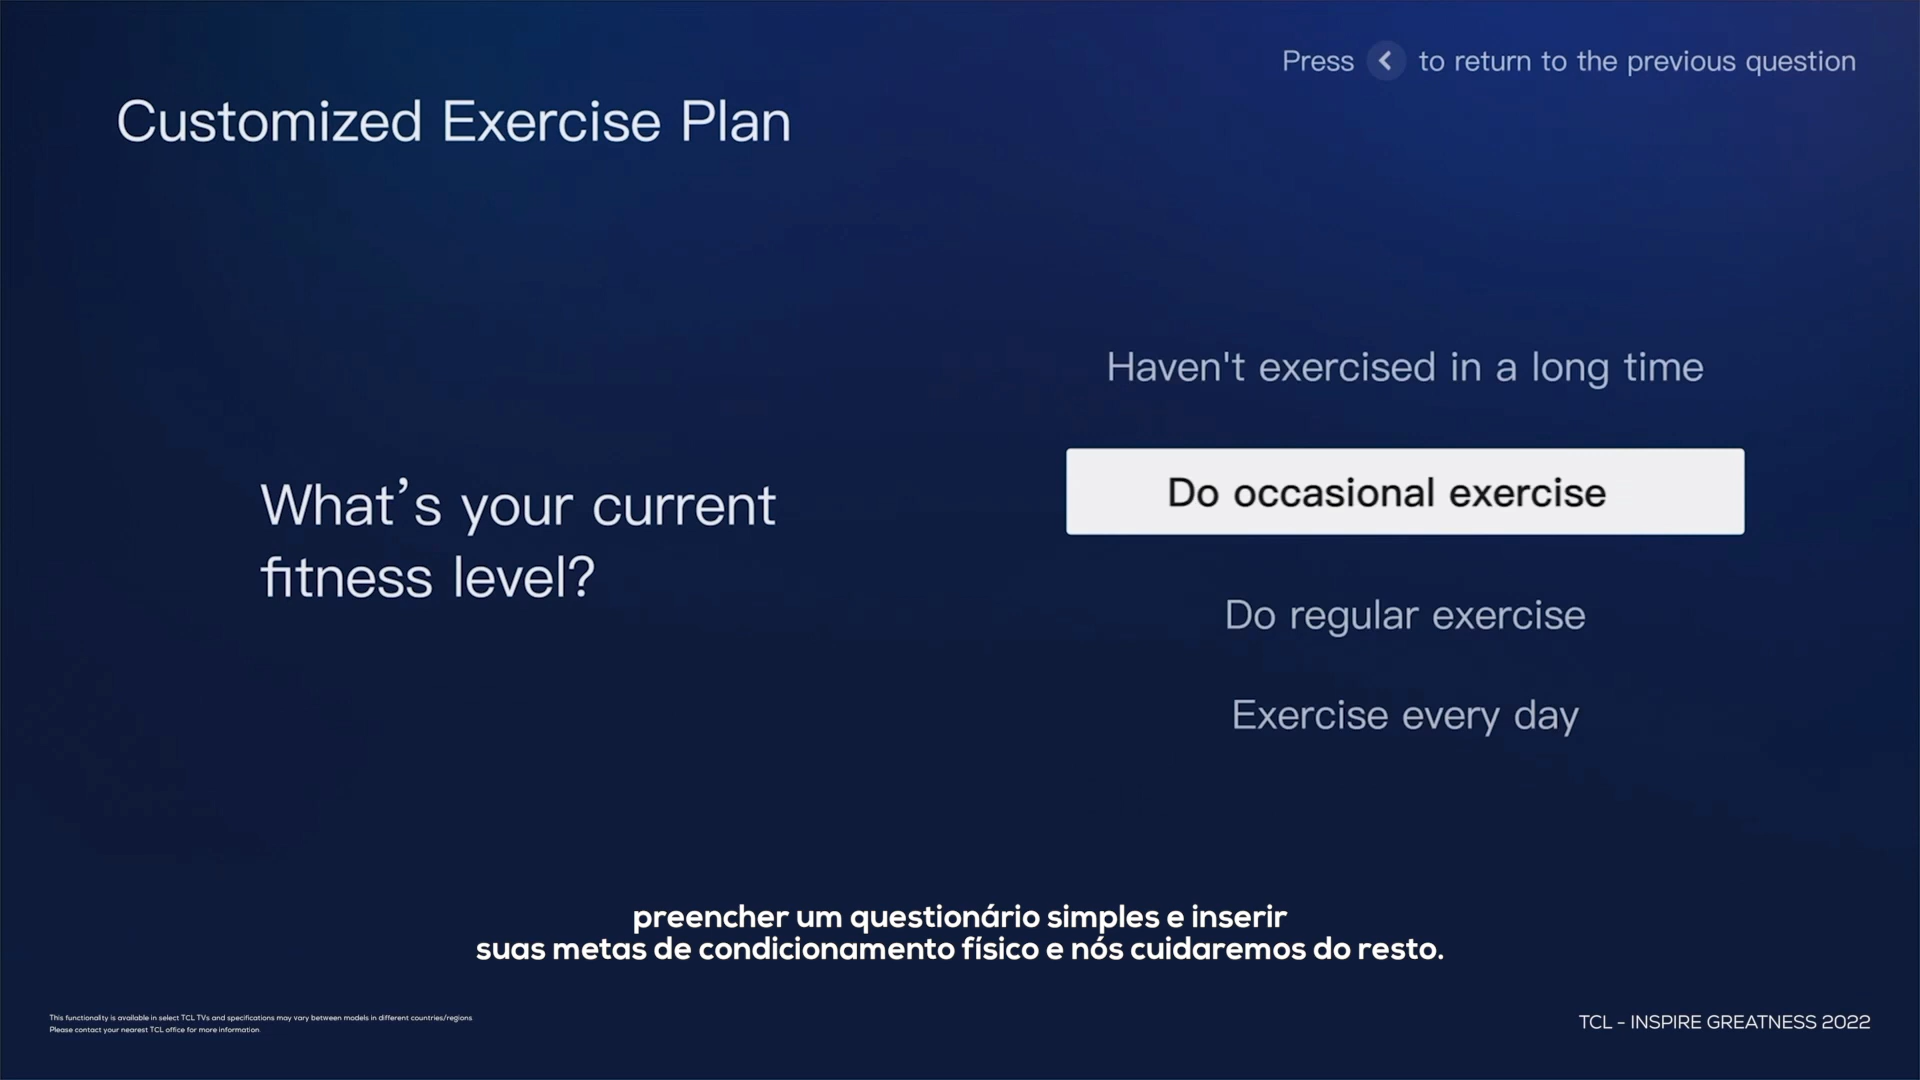 Press < to return to the previous question
Customized Exercise Plan
What’s your current
fitness level?
Haven't exercised in a long time
Do occasional exercise
Do regular exercise
Exercise every day
preencher um questionário simples e inserir
suas metas de condicionamento físico e nós cuidaremos do resto.
This functionality is available in select TCL TVs and specifications may vary between models in different countries/regions.
Please contact your nearest TCL office for more information.
TCL - INSPIRE GREATNESS 2022